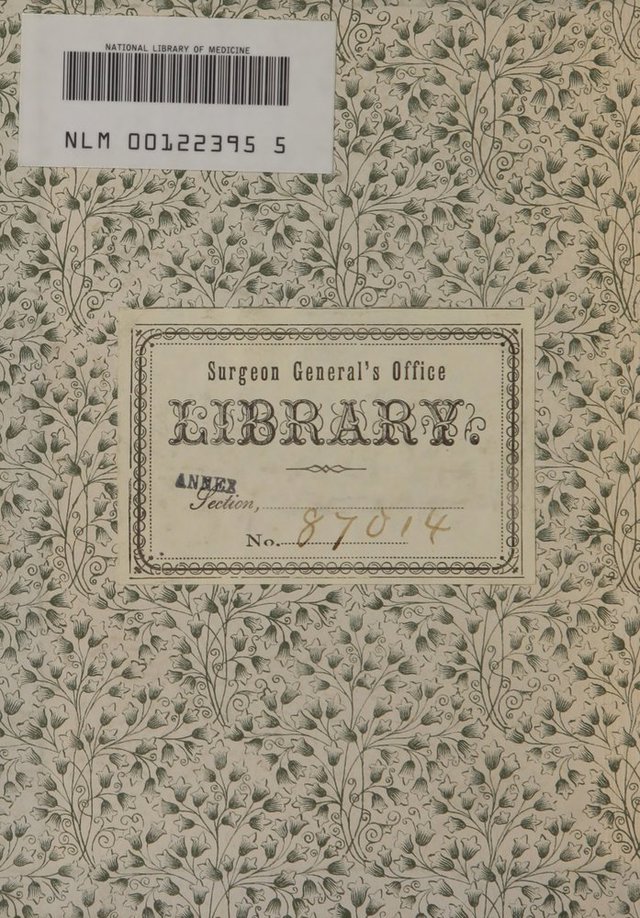 NATIONAL LIBRARY OF MEDICINE
NLM 00122395 5
Surgeon General's Office
LIBRARY.
ANNEX
Section,
No. 87014